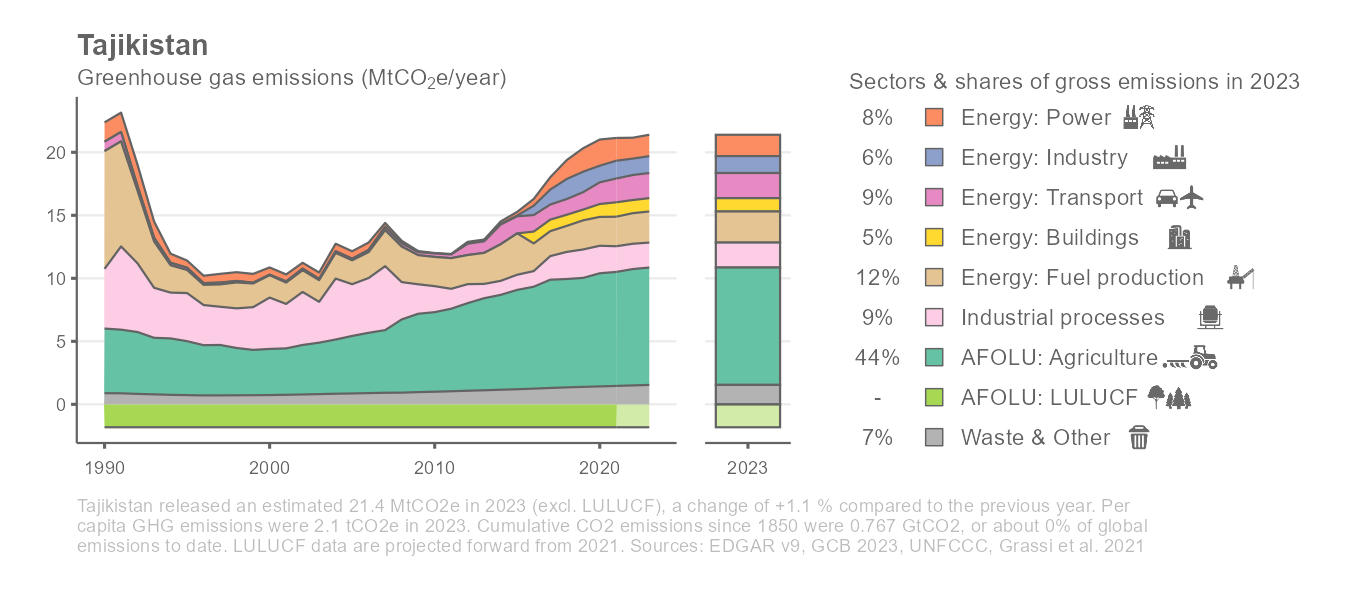 Tajikistan
Greenhouse gas emissions (MtCO₂e/year)
20
15
10
5
0
1990 2000 2010 2020
2023
Sectors & shares of gross emissions in 2023
8% Energy: Power
6% Energy: Industry
9% Energy: Transport
5% Energy: Buildings
12% Energy: Fuel production
9% Industrial processes
44% AFOLU: Agriculture
- AFOLU: LULUCF
7% Waste & Other
Tajikistan released an estimated 21.4 MtCO2e in 2023 (excl. LULUCF), a change of +1.1 % compared to the previous year. Per
capita GHG emissions were 2.1 tCO2e in 2023. Cumulative CO2 emissions since 1850 were 0.767 GtCO2, or about 0% of global
emissions to date. LULUCF data are projected forward from 2021. Sources: EDGAR v9, GCB 2023, UNFCCC, Grassi et al. 2021